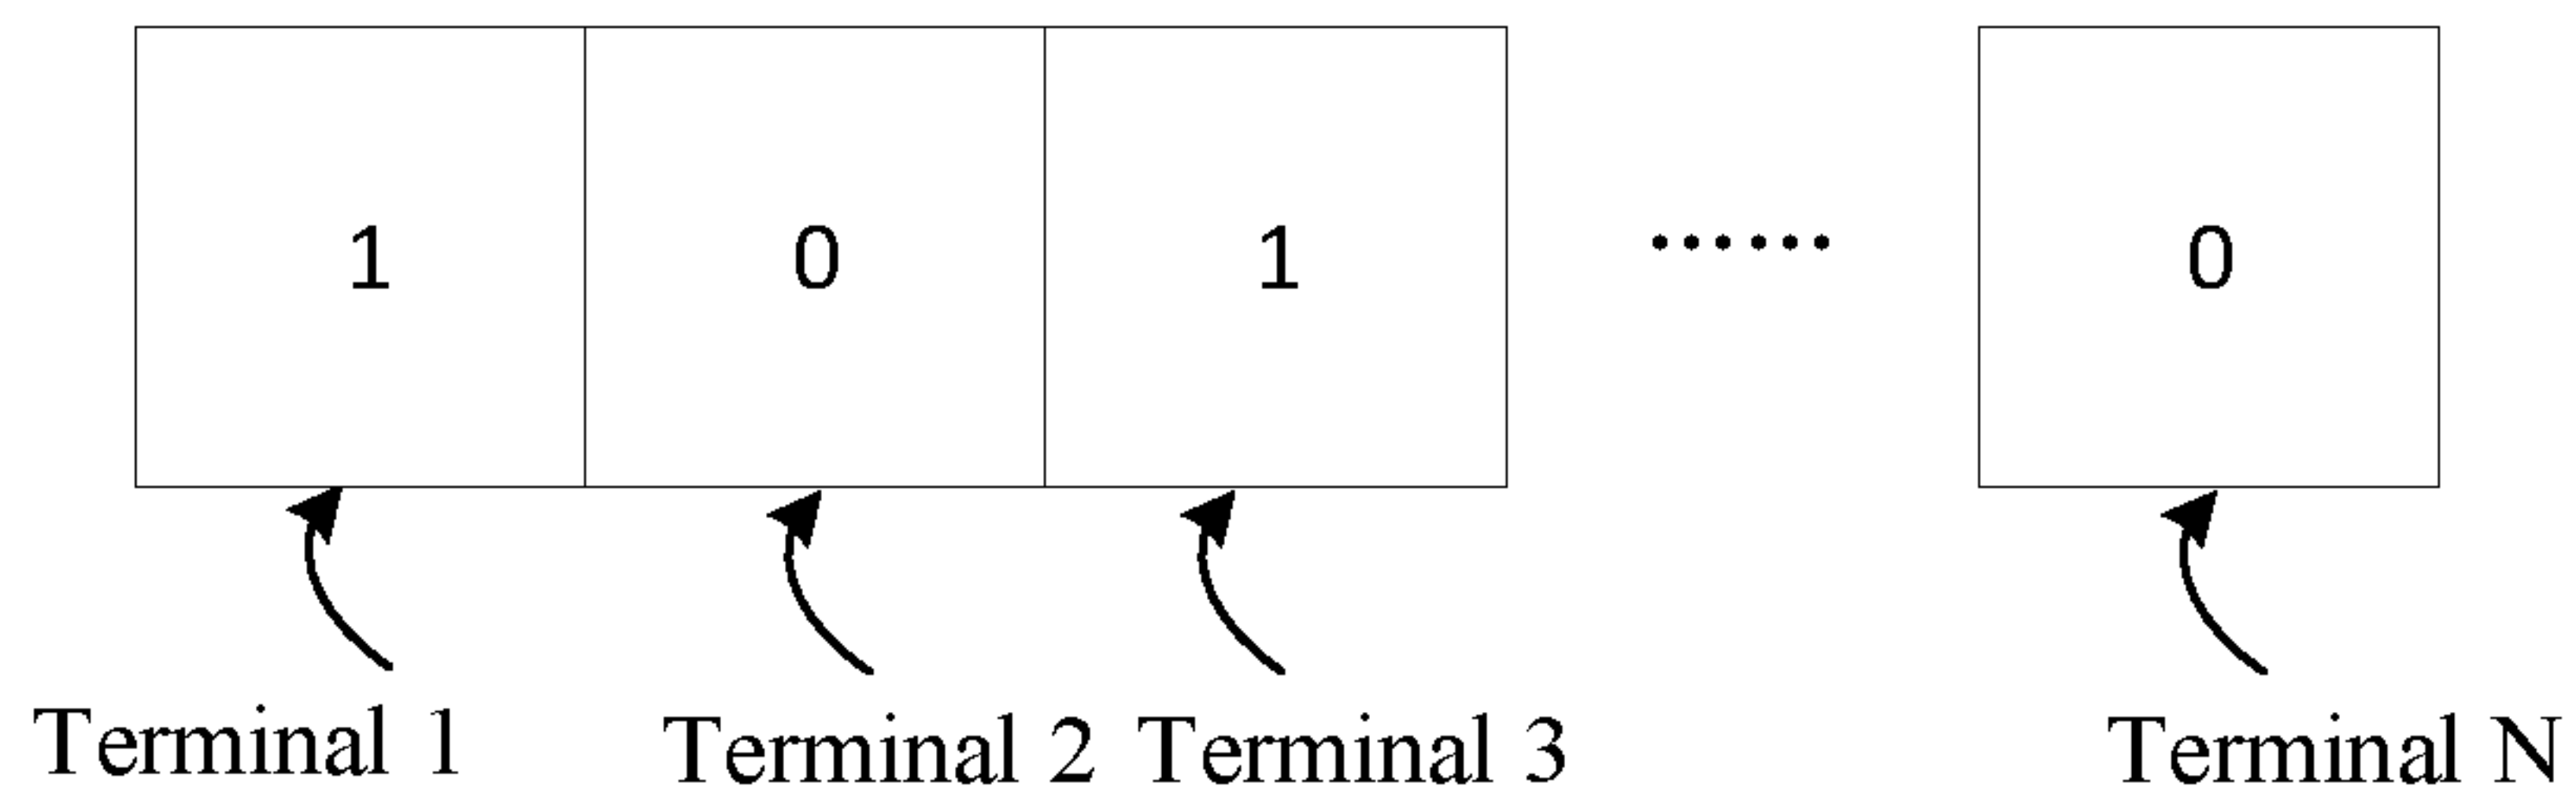 1 0 1 ...... 0
Terminal 1 Terminal 2 Terminal 3 Terminal N